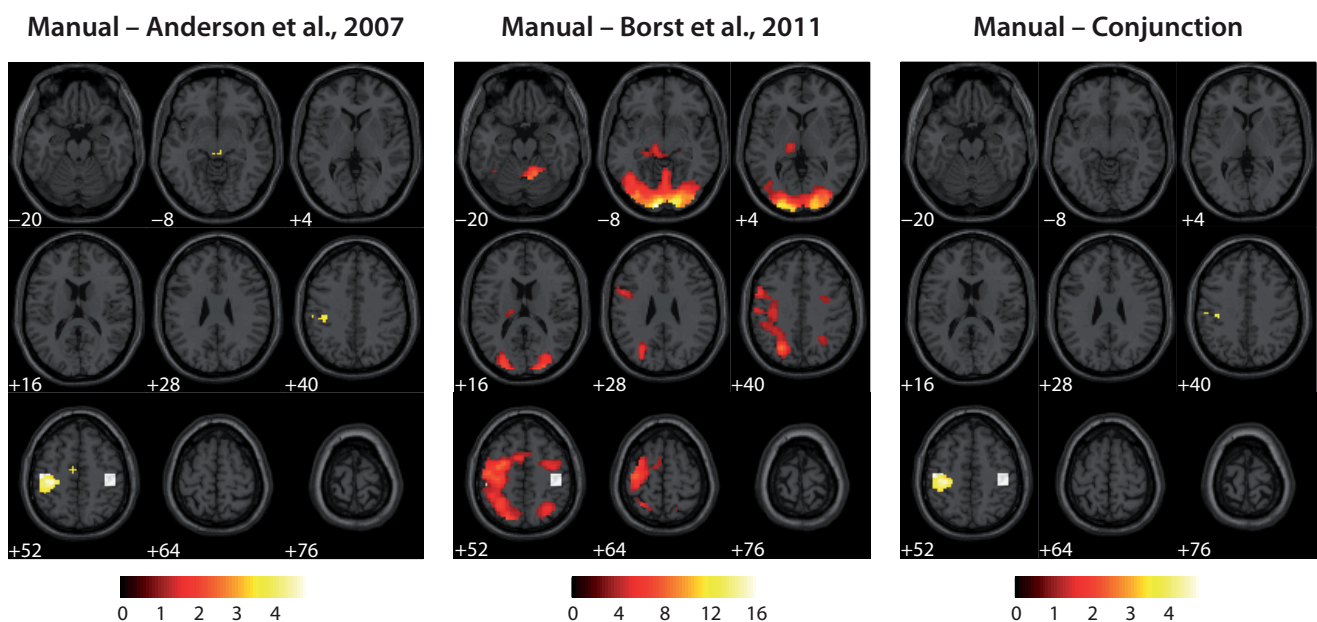 Manual – Anderson et al., 2007
−20 −8 +4
+16 +28 +40
+52 +64 +76
0 1 2 3 4
Manual – Borst et al., 2011
−20 −8 +4
+16 +28 +40
+52 +64 +76
0 4 8 12 16
Manual – Conjunction
−20 −8 +4
+16 +28 +40
+52 +64 +76
0 1 2 3 4